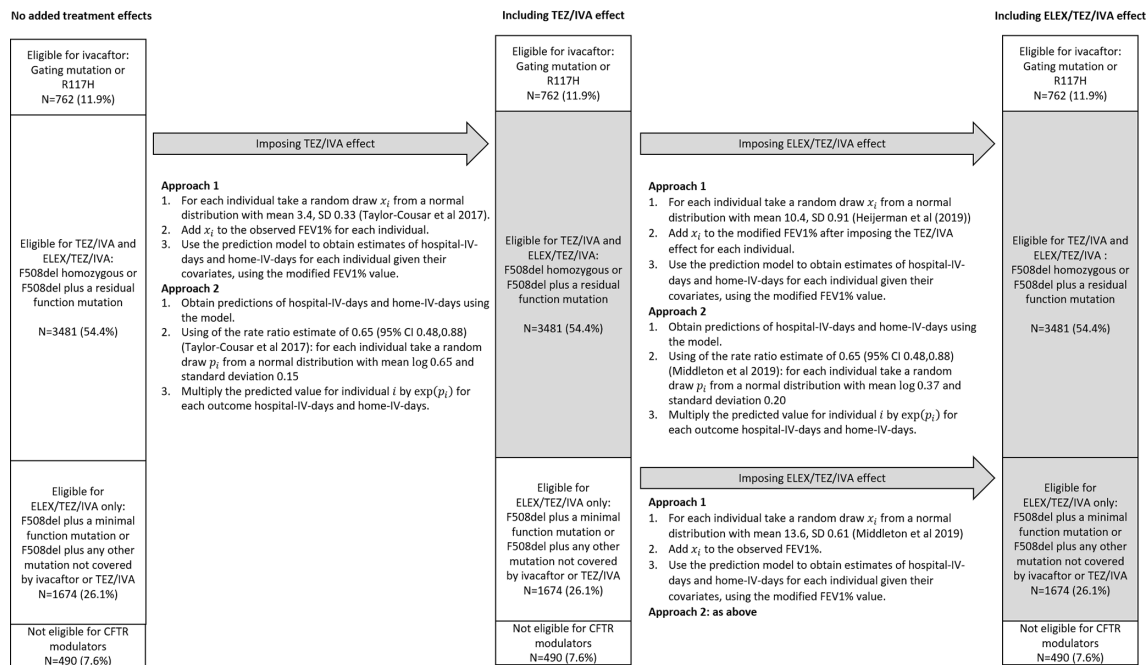 No added treatment effects
Eligible for ivacaftor:
Gating mutation or
R117H
N=762 (11.9%)
Eligible for TEZ/IVA and
ELEX/TEZ/IVA:
F508del homozygous or
F508del plus a residual
function mutation
N=3481 (54.4%)
Eligible for
ELEX/TEZ/IVA only:
F508del plus a minimal
function mutation or
F508del plus any other
mutation not covered
by ivacaftor or TEZ/IVA
N=1674 (26.1%)
Not eligible for CFTR
modulators
N=490 (7.6%)
Imposing TEZ/IVA effect
Approach 1
1. For each individual take a random draw x_i from a normal
distribution with mean 3.4, SD 0.33 (Taylor-Cousar et al 2017).
2. Add x_i to the observed FEV1% for each individual.
3. Use the prediction model to obtain estimates of hospital-IV-
days and home-IV-days for each individual given their
covariates, using the modified FEV1% value.
Approach 2
1. Obtain predictions of hospital-IV-days and home-IV-days using
the model.
2. Using of the rate ratio estimate of 0.65 (95% CI 0.48,0.88)
(Taylor-Cousar et al 2017): for each individual take a random
draw p_i from a normal distribution with mean log 0.65 and
standard deviation 0.15
3. Multiply the predicted value for individual i by exp(p_i) for
each outcome hospital-IV-days and home-IV-days.
Including TEZ/IVA effect
Eligible for ivacaftor:
Gating mutation or
R117H
N=762 (11.9%)
Eligible for TEZ/IVA and
ELEX/TEZ/IVA:
F508del homozygous or
F508del plus a residual
function mutation
N=3481 (54.4%)
Eligible for
ELEX/TEZ/IVA only:
F508del plus a minimal
function mutation or
F508del plus any other
mutation not covered
by ivacaftor or TEZ/IVA
N=1674 (26.1%)
Not eligible for CFTR
modulators
N=490 (7.6%)
Imposing ELEX/TEZ/IVA effect
Approach 1
1. For each individual take a random draw x_i from a normal
distribution with mean 10.4, SD 0.91 (Heijerman et al (2019))
2. Add x_i to the modified FEV1% after imposing the TEZ/IVA
effect for each individual.
3. Use the prediction model to obtain estimates of hospital-IV-
days and home-IV-days for each individual given their
covariates, using the modified FEV1% value.
Approach 2
1. Obtain predictions of hospital-IV-days and home-IV-days using
the model.
2. Using of the rate ratio estimate of 0.65 (95% CI 0.48,0.88)
(Middleton et al 2019): for each individual take a random
draw p_i from a normal distribution with mean log 0.37 and
standard deviation 0.20
3. Multiply the predicted value for individual i by exp(p_i) for
each outcome hospital-IV-days and home-IV-days.
Imposing ELEX/TEZ/IVA effect
Approach 1
1. For each individual take a random draw x_i from a normal
distribution with mean 13.6, SD 0.61 (Middleton et al 2019)
2. Add x_i to the observed FEV1%.
3. Use the prediction model to obtain estimates of hospital-IV-
days and home-IV-days for each individual given their
covariates, using the modified FEV1% value.
Approach 2: as above
Including ELEX/TEZ/IVA effect
Eligible for ivacaftor:
Gating mutation or
R117H
N=762 (11.9%)
Eligible for TEZ/IVA and
ELEX/TEZ/IVA :
F508del homozygous or
F508del plus a residual
function mutation
N=3481 (54.4%)
Eligible for
ELEX/TEZ/IVA only:
F508del plus a minimal
function mutation or
F508del plus any other
mutation not covered
by ivacaftor or TEZ/IVA
N=1674 (26.1%)
Not eligible for CFTR
modulators
N=490 (7.6%)